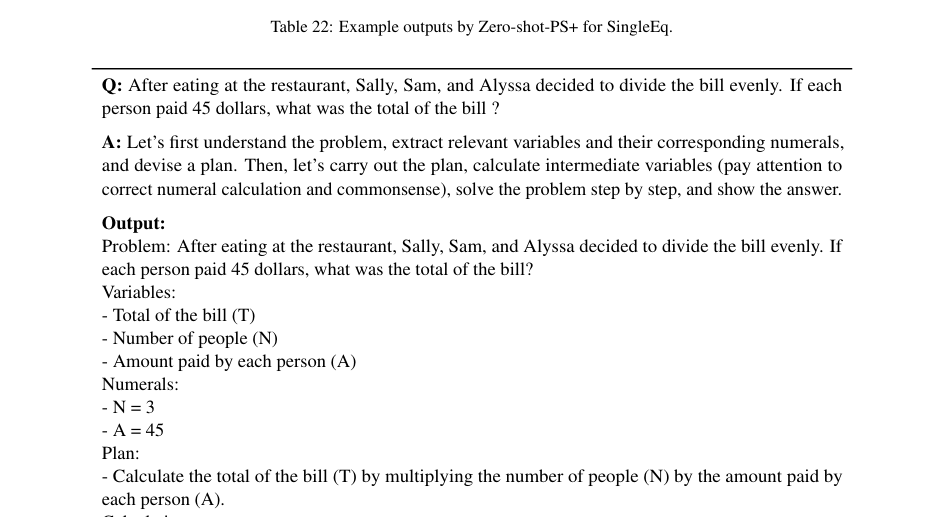 Table 22: Example outputs by Zero-shot-PS+ for SingleEq.
Q: After eating at the restaurant, Sally, Sam, and Alyssa decided to divide the bill evenly. If each
person paid 45 dollars, what was the total of the bill ?
A: Let’s first understand the problem, extract relevant variables and their corresponding numerals,
and devise a plan. Then, let’s carry out the plan, calculate intermediate variables (pay attention to
correct numeral calculation and commonsense), solve the problem step by step, and show the answer.
Output:
Problem: After eating at the restaurant, Sally, Sam, and Alyssa decided to divide the bill evenly. If
each person paid 45 dollars, what was the total of the bill?
Variables:
- Total of the bill (T)
- Number of people (N)
- Amount paid by each person (A)
Numerals:
- N = 3
- A = 45
Plan:
- Calculate the total of the bill (T) by multiplying the number of people (N) by the amount paid by
each person (A).